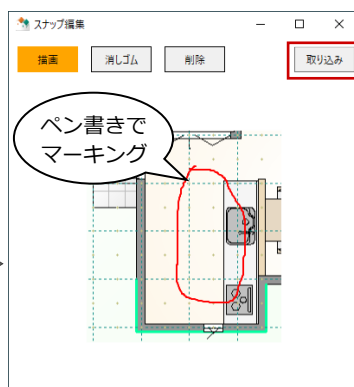 スナップ編集
描画
消しゴム
削除
取り込み
ペン書きで
マーキング